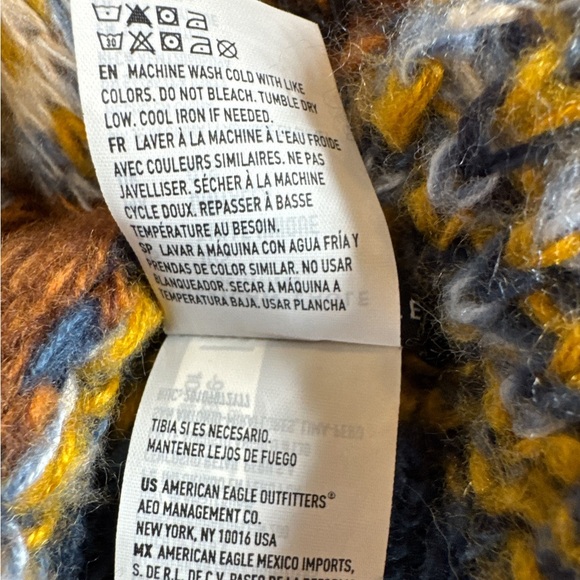 EN MACHINE WASH COLD WITH LIKE
COLORS. DO NOT BLEACH. TUMBLE DRY
LOW. COOL IRON IF NEEDED.
FR LAVER À LA MACHINE À L'EAU FROIDE
AVEC COULEURS SIMILAIRES. NE PAS
JAVELLISER. SÉCHER À LA MACHINE
CYCLE DOUX. REPASSER À BASSE
TEMPÉRATURE AU BESOIN.
SP LAVAR A MÁQUINA CON AGUA FRÍA Y
PRENDAS DE COLOR SIMILAR. NO USAR
BLANQUEADOR. SECAR A MÁQUINA A
TEMPERATURA BAJA. USAR PLANCHA
TIBIA SI ES NECESARIO.
MANTENER LEJOS DE FUEGO
US AMERICAN EAGLE OUTFITTERS®
AEO MANAGEMENT CO.
NEW YORK, NY 10016 USA
MX AMERICAN EAGLE MEXICO IMPORTS,
S. DE R.L. DE C.V. PASEO DE LA